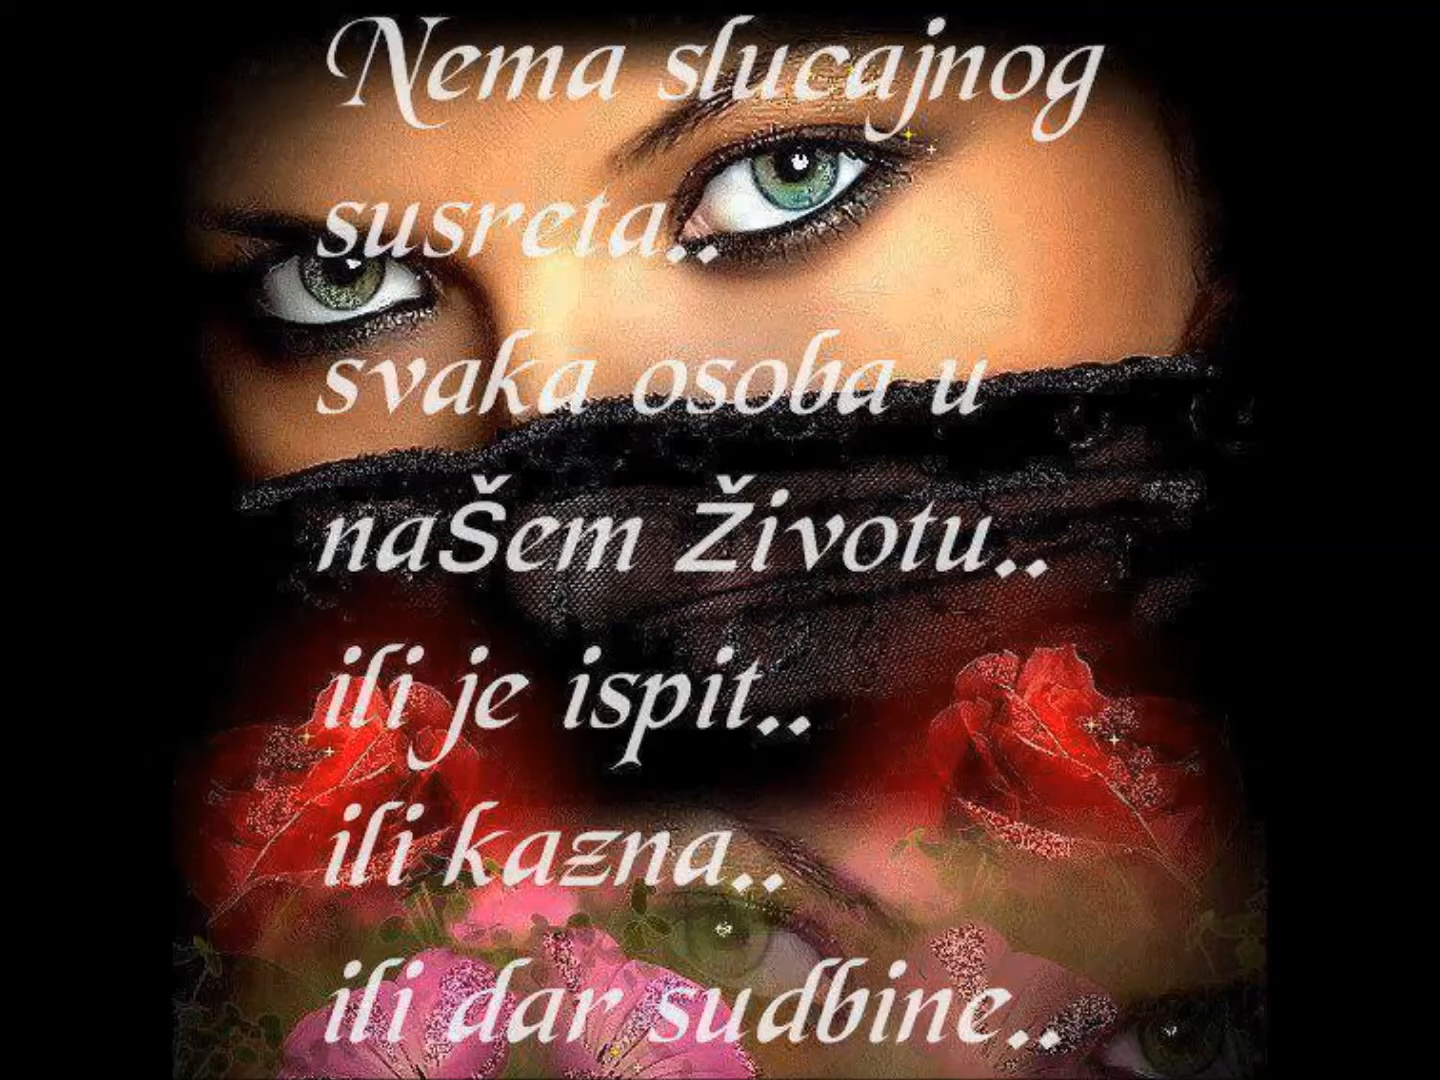 Nema slucajnog
susreta..
svaka osoba u
našem životu..
ili je ispit..
ili kazna..
ili dar sudbine..